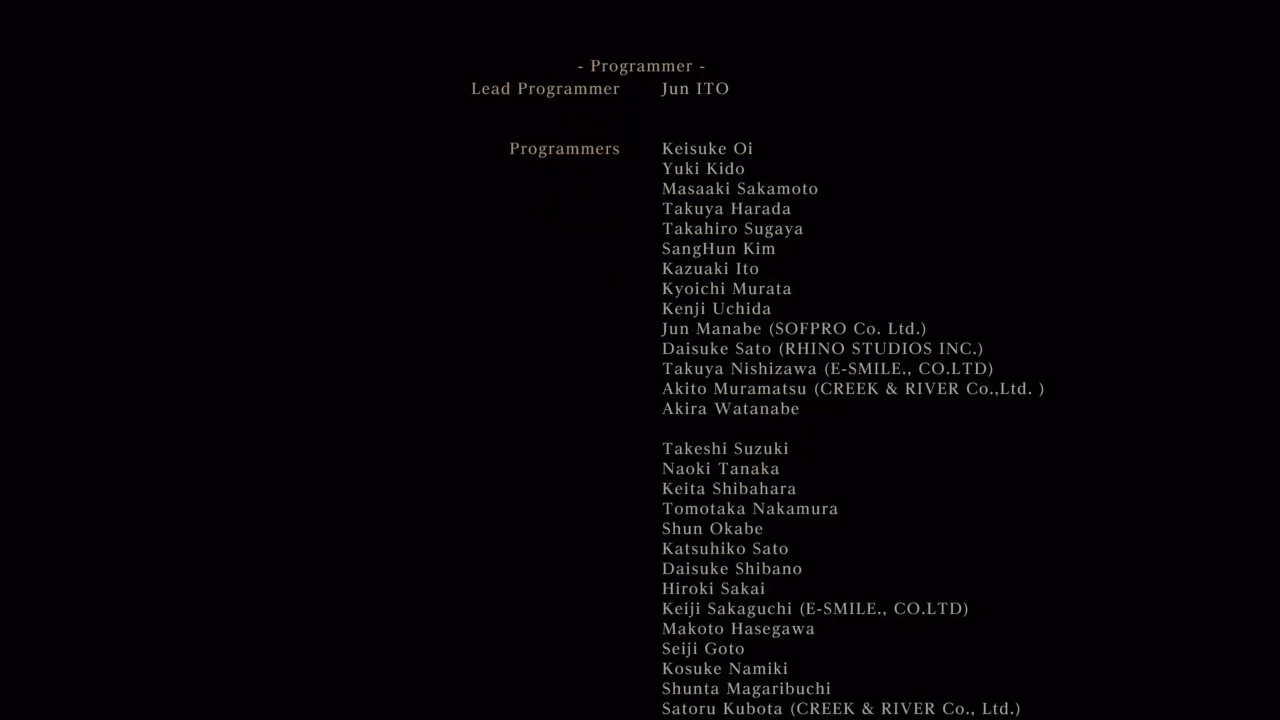 - Programmer -
Lead Programmer Jun ITO
Programmers Keisuke Oi
Yuki Kido
Masaaki Sakamoto
Takuya Harada
Takahiro Sugaya
SangHun Kim
Kazuaki Ito
Kyoichi Murata
Kenji Uchida
Jun Manabe (SOFPRO Co. Ltd.)
Daisuke Sato (RHINO STUDIOS INC.)
Takuya Nishizawa (E-SMILE., CO.LTD)
Akito Muramatsu (CREEK & RIVER Co.,Ltd. )
Akira Watanabe
Takeshi Suzuki
Naoki Tanaka
Keita Shibahara
Tomotaka Nakamura
Shun Okabe
Katsuhiko Sato
Daisuke Shibano
Hiroki Sakai
Keiji Sakaguchi (E-SMILE., CO.LTD)
Makoto Hasegawa
Seiji Goto
Kosuke Namiki
Shunta Magaribuchi
Satoru Kubota (CREEK & RIVER Co., Ltd.)